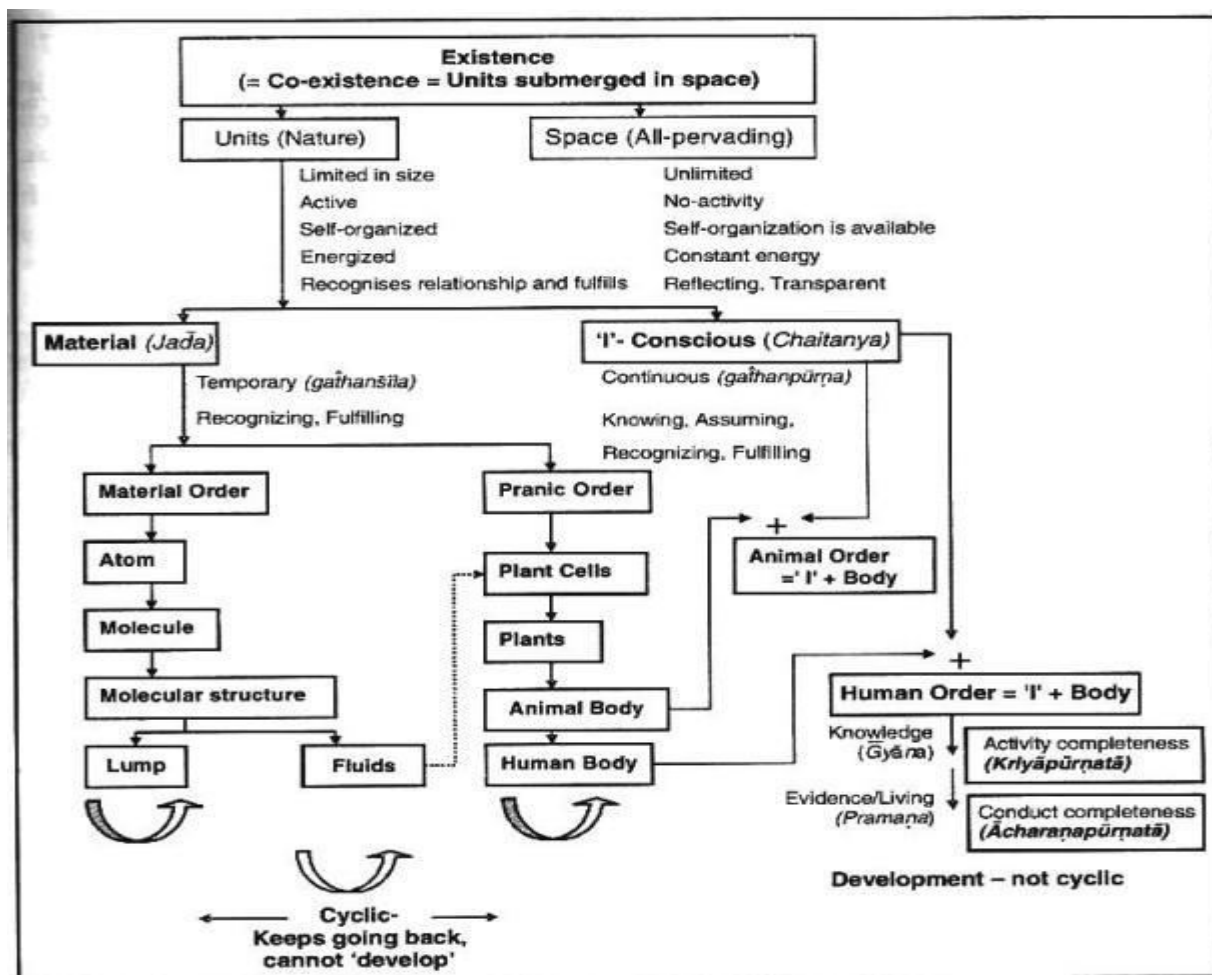 Existence
(= Co-existence = Units submerged in space)
Units (Nature)
Space (All-pervading)
Limited in size
Active
Self-organized
Energized
Recognises relationship and fulfills
Unlimited
No-activity
Self-organization is available
Constant energy
Reflecting, Transparent
Material (Jaḍa)
'I'- Conscious (Chaitanya)
Temporary (gaṭhanśīla)
Recognizing, Fulfilling
Continuous (gaṭhanpūrṇa)
Knowing, Assuming,
Recognizing, Fulfilling
Material Order
Atom
Molecule
Molecular structure
Lump
Fluids
Pranic Order
Plant Cells
Plants
Animal Body
Human Body
+
Animal Order
=' I' + Body
+
Human Order = 'I' + Body
Knowledge
(Gyāna)
Activity completeness
(Kriyāpūrṇatā)
Evidence/Living
(Pramaṇa)
Conduct completeness
(Ācharaṇapūrṇatā)
Development – not cyclic
Cyclic-
Keeps going back,
cannot 'develop'